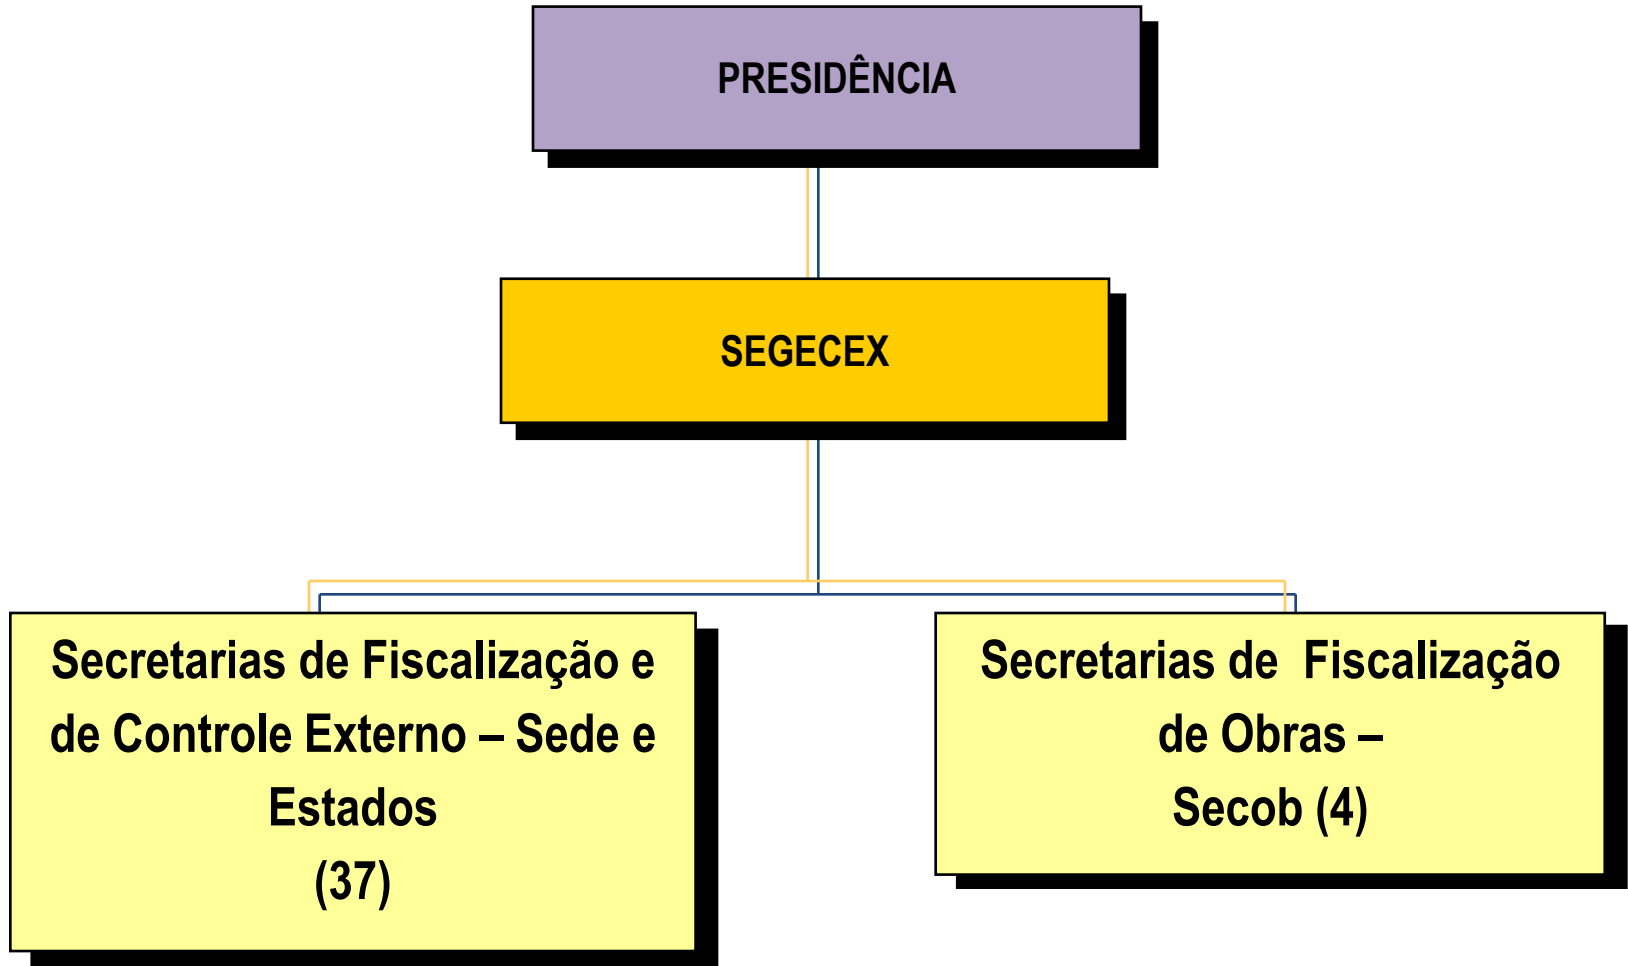 PRESIDÊNCIA
SEGECEX
Secretarias de Fiscalização e
de Controle Externo – Sede e
Estados
(37)
Secretarias de Fiscalização
de Obras –
Secob (4)